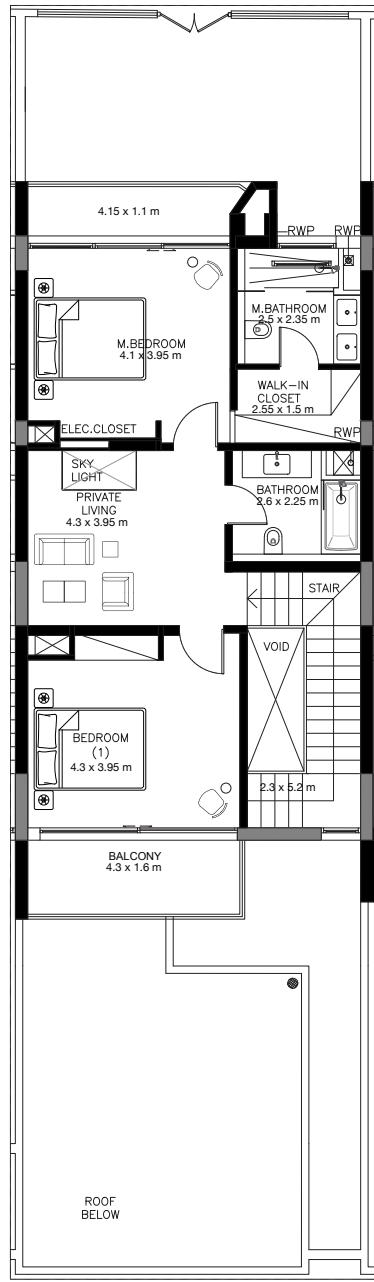 4.15 x 1.1 m
RWP
RWP
M.BATHROOM
2.5 x 2.35 m
M.BEDROOM
4.1 x 3.95 m
WALK-IN
CLOSET
2.55 x 1.5 m
ELEC.CLOSET
RWP
SKY
LIGHT
PRIVATE
LIVING
4.3 x 3.95 m
BATHROOM
2.6 x 2.25 m
STAIR
VOID
BEDROOM
(1)
4.3 x 3.95 m
2.3 x 5.2 m
BALCONY
4.3 x 1.6 m
ROOF
BELOW